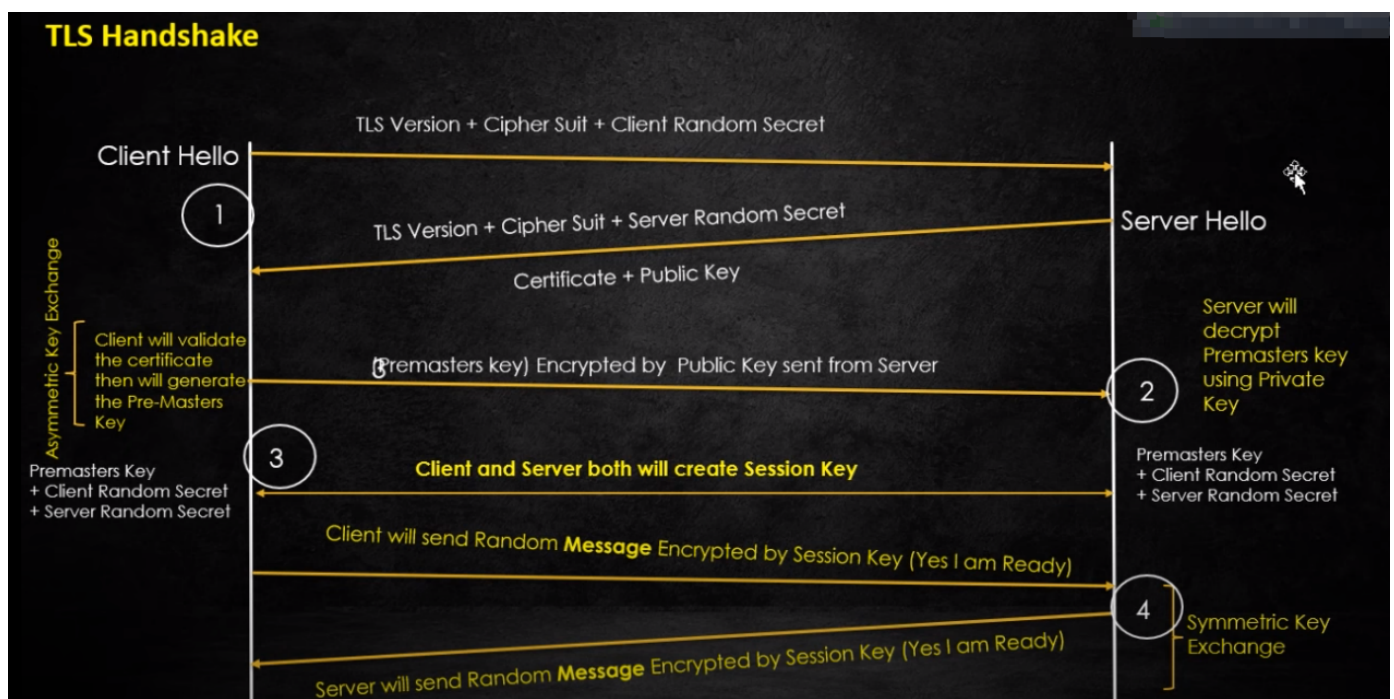 TLS Handshake
TLS Version + Cipher Suit + Client Random Secret
Client Hello
1
TLS Version + Cipher Suit + Server Random Secret
Server Hello
Certificate + Public Key
Asymmetric Key Exchange
Client will validate
the certificate
then will generate
the Pre-Masters
Key
(Premasters key) Encrypted by Public Key sent from Server
2
Server will
decrypt
Premasters key
using Private
Key
3
Premasters Key
+ Client Random Secret
+ Server Random Secret
Client and Server both will create Session Key
Premasters Key
+ Client Random Secret
+ Server Random Secret
Client will send Random Message Encrypted by Session Key (Yes I am Ready)
4
Symmetric Key
Exchange
Server will send Random Message Encrypted by Session Key (Yes I am Ready)